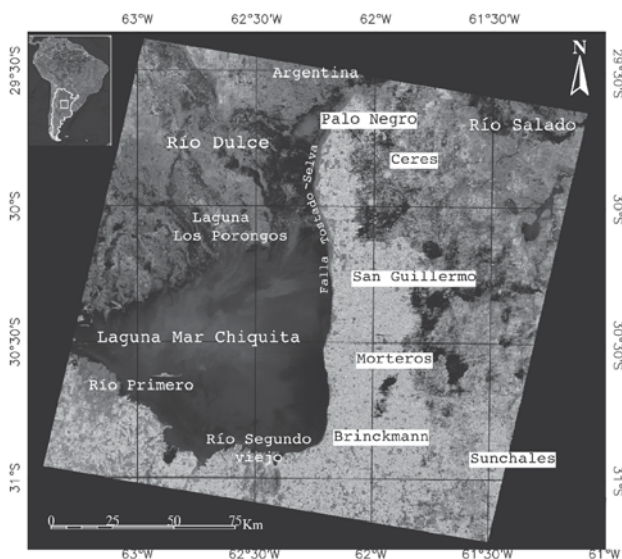 63°W 62°30'W 62°W 61°30'W
29°30'S
Argentina
N
29°30'S
Palo Negro
Río Salado
Río Dulce
Ceres
Falla Tostado-Selva
30°S
30°S
Laguna
Los Porongos
San Guillermo
30°30'S
Laguna Mar Chiquita
30°30'S
Morteros
Río Primero
Río Segundo
viejo
Brinckmann
Sunchales
31°S
31°S
0 25 50 75
Km
63°W 62°30'W 62°W 61°30'W 61°W